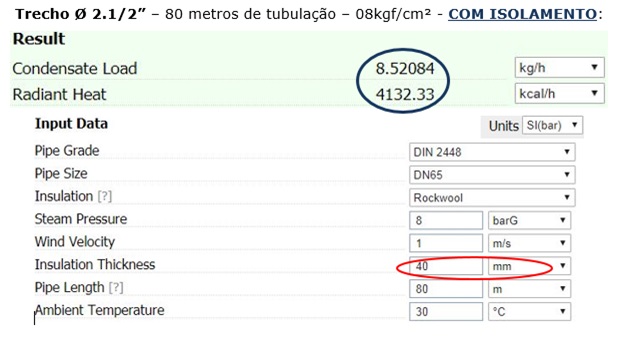 Trecho Ø 2.1/2” – 80 metros de tubulação – 08kgf/cm² - COM ISOLAMENTO:
Result
Condensate Load 8.52084 kg/h
Radiant Heat 4132.33 kcal/h
Input Data Units SI(bar)
Pipe Grade DIN 2448
Pipe Size DN65
Insulation [?] Rockwool
Steam Pressure 8 barG
Wind Velocity 1 m/s
Insulation Thickness 40 mm
Pipe Length [?] 80 m
Ambient Temperature 30 °C